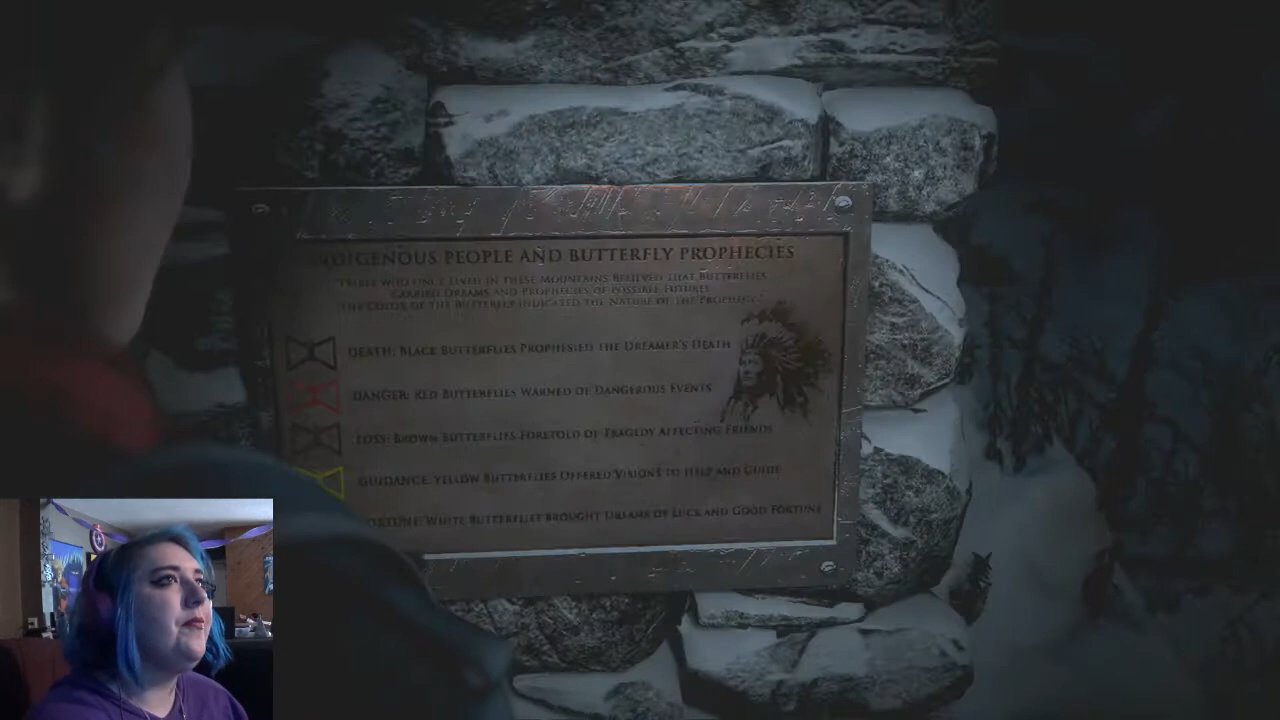 INDIGENOUS PEOPLE AND BUTTERFLY PROPHECIES
"TRIBES WHO ONCE LIVED IN THESE MOUNTAINS BELIEVED THAT BUTTERFLIES
CARRIED DREAMS AND PROPHECIES OF POSSIBLE FUTURES.
THE COLOR OF THE BUTTERFLY INDICATED THE NATURE OF THE PROPHECY."
DEATH: BLACK BUTTERFLIES PROPHESIED THE DREAMER'S DEATH
DANGER: RED BUTTERFLIES WARNED OF DANGEROUS EVENTS
LOSS: BROWN BUTTERFLIES FORETOLD OF TRAGEDY AFFECTING FRIENDS
GUIDANCE: YELLOW BUTTERFLIES OFFERED VISIONS TO HELP AND GUIDE
FORTUNE: WHITE BUTTERFLIES BROUGHT DREAMS OF LUCK AND GOOD FORTUNE